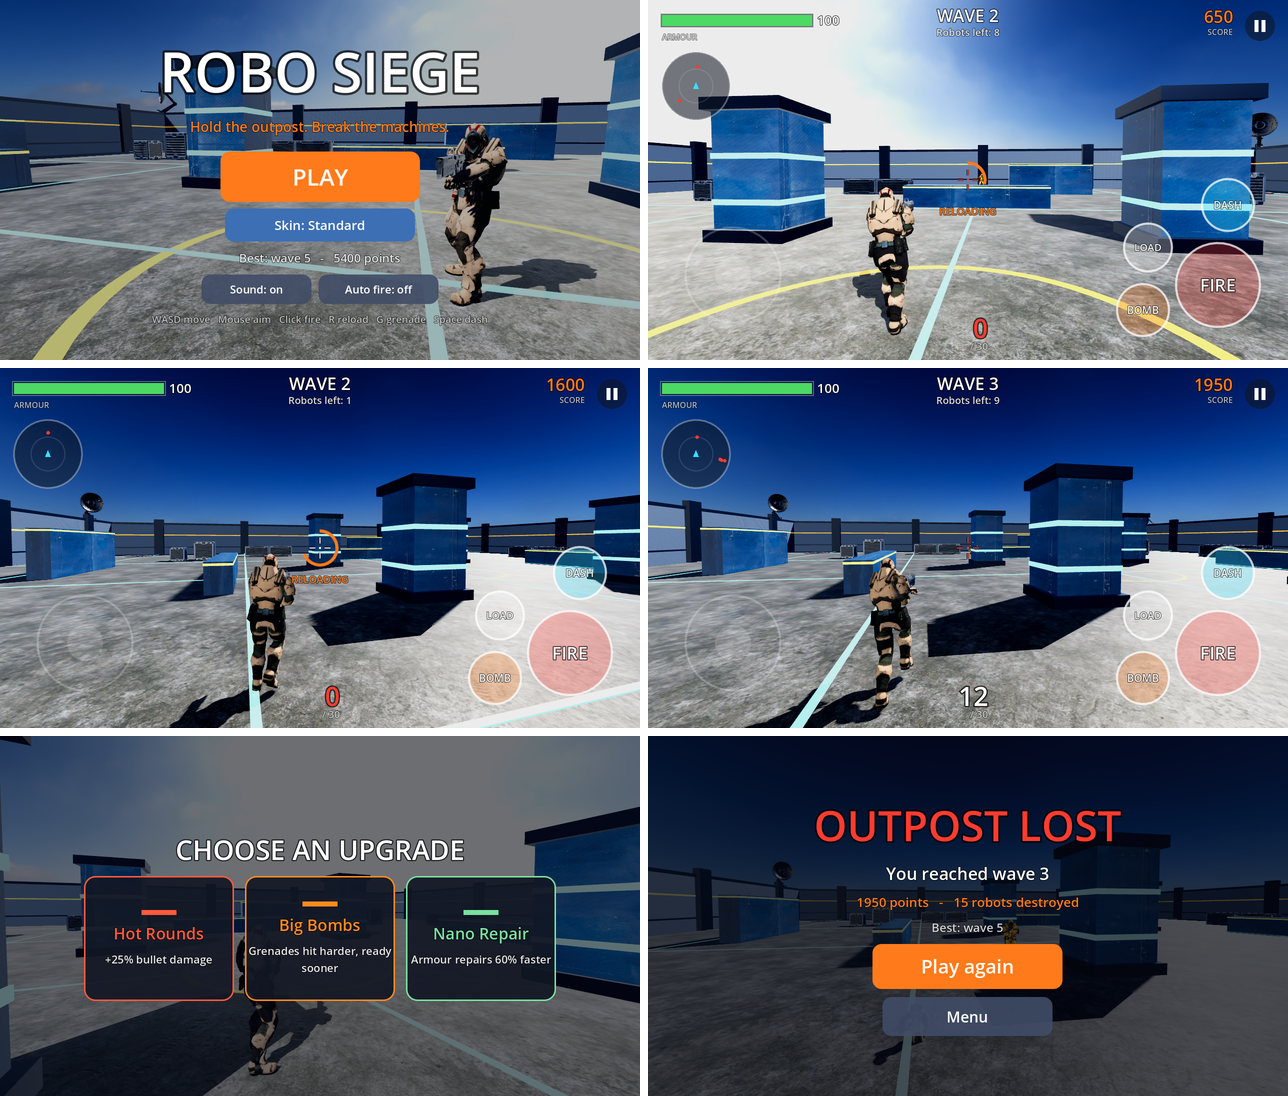 ROBO SIEGE
Hold the outpost. Break the machines.
PLAY
Skin: Standard
Best: wave 5 - 5400 points
Sound: on
Auto fire: off
WASD move Mouse aim Click fire R reload G grenade Space dash
100
ARMOUR
WAVE 2
Robots left: 8
650
SCORE
RELOADING
DASH
LOAD
FIRE
BOMB
0
/ 30
100
ARMOUR
WAVE 2
Robots left: 1
1600
SCORE
RELOADING
DASH
LOAD
FIRE
BOMB
0
/ 30
100
ARMOUR
WAVE 3
Robots left: 9
1950
SCORE
DASH
LOAD
FIRE
BOMB
12
/ 30
CHOOSE AN UPGRADE
Hot Rounds
+25% bullet damage
Big Bombs
Grenades hit harder, ready
sooner
Nano Repair
Armour repairs 60% faster
OUTPOST LOST
You reached wave 3
1950 points - 15 robots destroyed
Best: wave 5
Play again
Menu